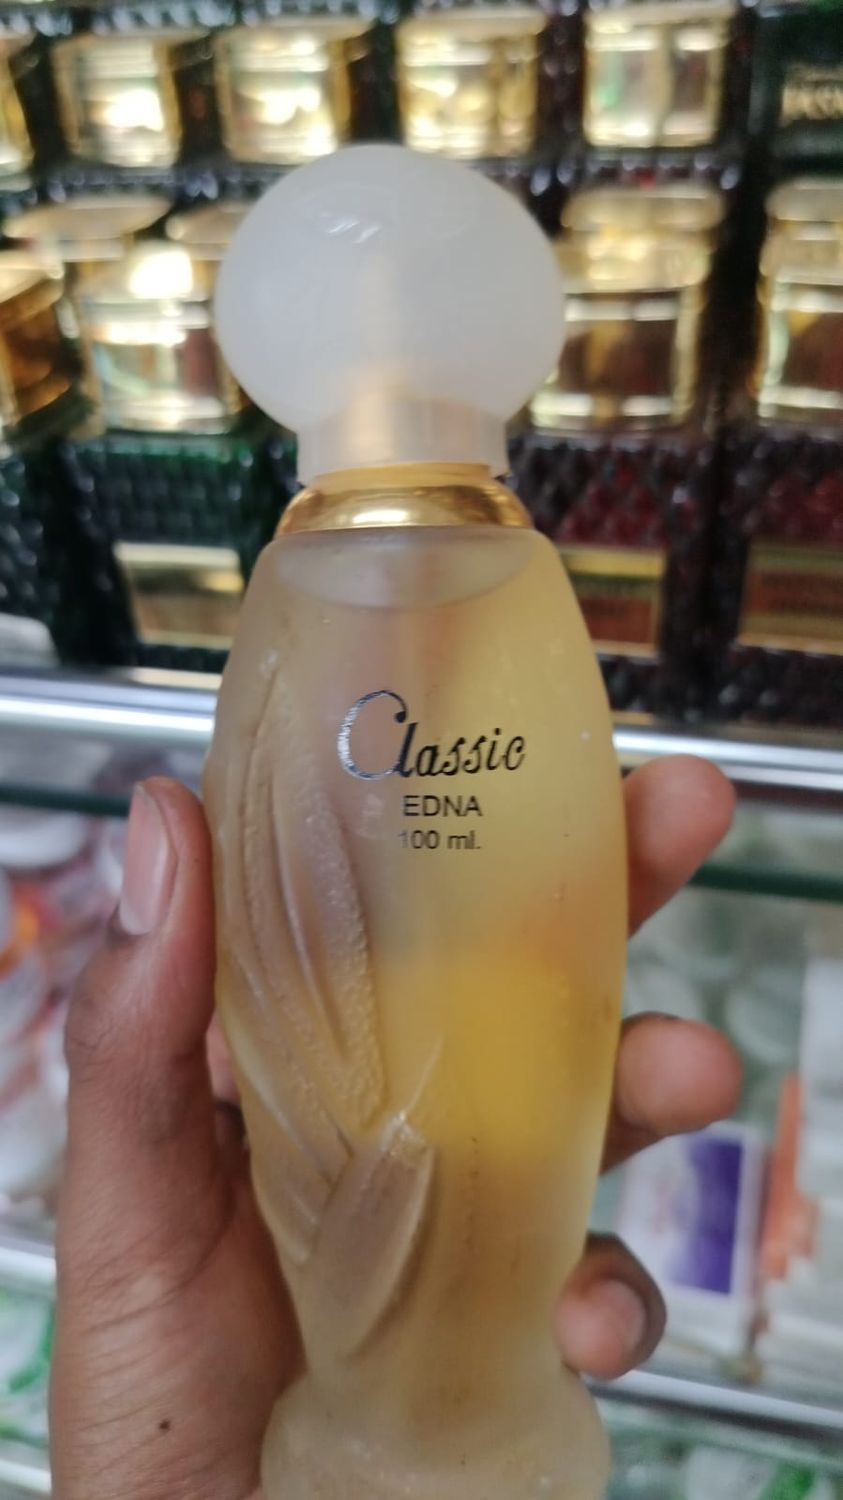 Classic
EDNA
100 ml.